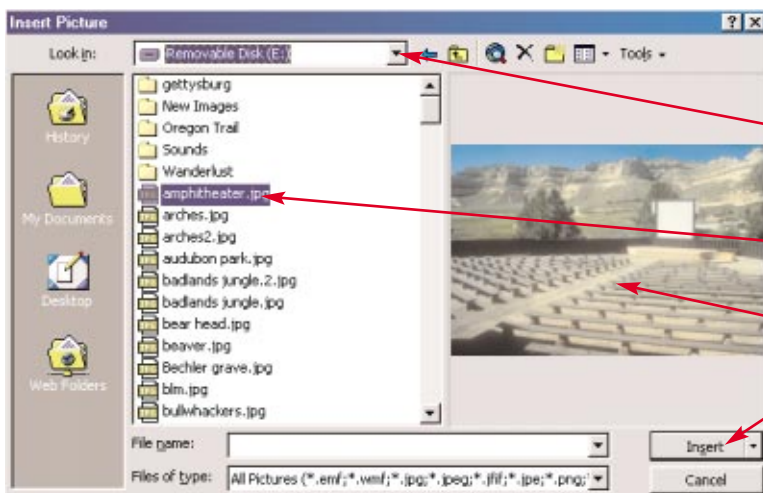 Insert Picture
Look in: Removable Disk (E:) Tools
History
My Documents
Desktop
Web Folders
gettysburg
New Images
Oregon Trail
Sounds
Wanderlust
amphitheater.jpg
arches.jpg
arches2.jpg
audubon park.jpg
badlands jungle.2.jpg
badlands jungle.jpg
bear head.jpg
beaver.jpg
Bechler grave.jpg
blm.jpg
bullwhackers.jpg
File name: Insert
Files of type: All Pictures (*.emf;*.wmf;*.jpg;*.jpeg;*.jfif;*.jpe;*.png; Cancel